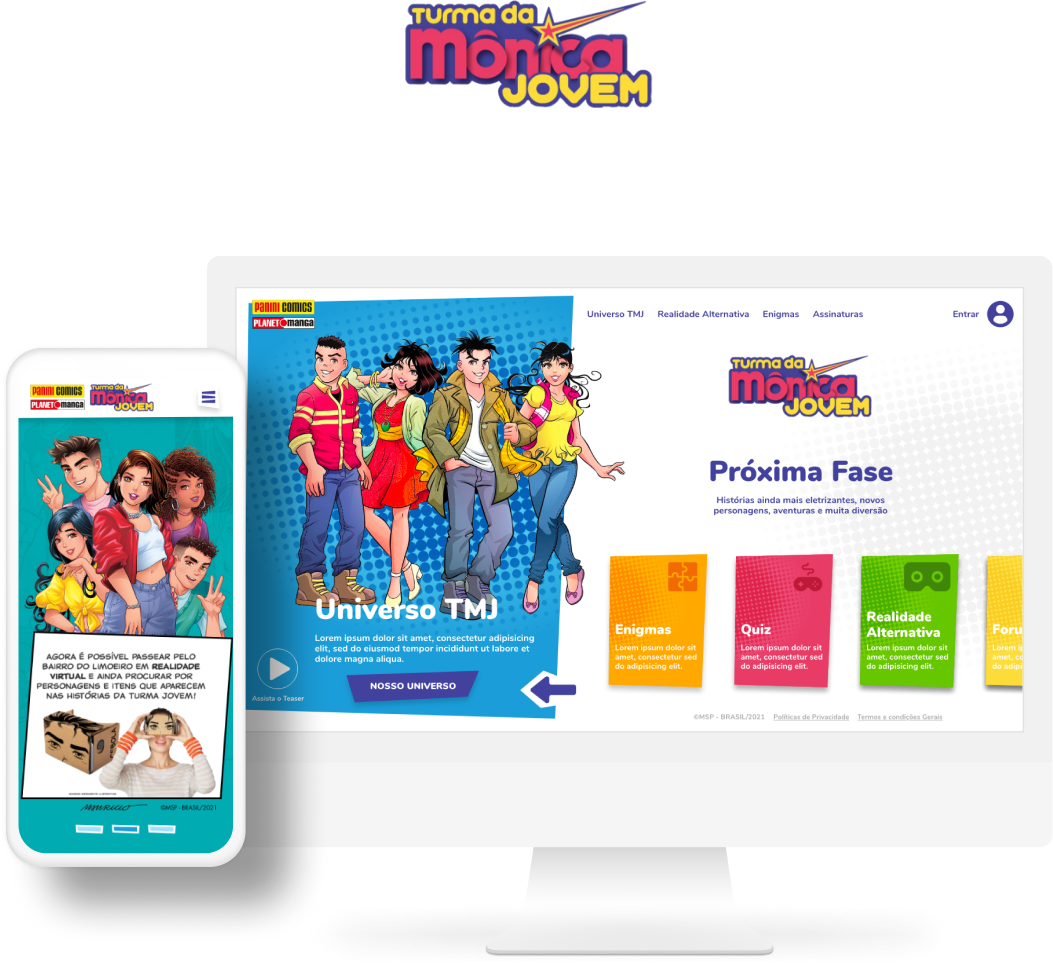 TURMA DA
MÔNICA
JOVEM
PANINI COMICS
PLANET manga
TURMA DA
MÔNICA
JOVEM
AGORA É POSSÍVEL PASSEAR PELO
BAIRRO DO LIMOEIRO EM REALIDADE
VIRTUAL E AINDA PROCURAR POR
PERSONAGENS E ITENS QUE APARECEM
NAS HISTÓRIAS DA TURMA JOVEM!
©MSP - BRASIL/2021
PANINI COMICS
PLANET manga
Universo TMJ
Lorem ipsum dolor sit amet, consectetur adipisicing
elit, sed do eiusmod tempor incididunt ut labore et
dolore magna aliqua.
NOSSO UNIVERSO
Assista o Teaser
Universo TMJ Realidade Alternativa Enigmas Assinaturas Entrar
TURMA DA
MÔNICA
JOVEM
Próxima Fase
Histórias ainda mais eletrizantes, novos
personagens, aventuras e muita diversão
Enigmas
Lorem ipsum dolor sit
amet, consectetur sed
do adipisicing elit.
Quiz
Lorem ipsum dolor sit
amet, consectetur sed
do adipisicing elit.
Realidade
Alternativa
Lorem ipsum dolor sit
amet, consectetur sed
do adipisicing elit.
Foru
Lorem
amet, c
do adip
©MSP - BRASIL/2021 Políticas de Privacidade Termos e condições Gerais